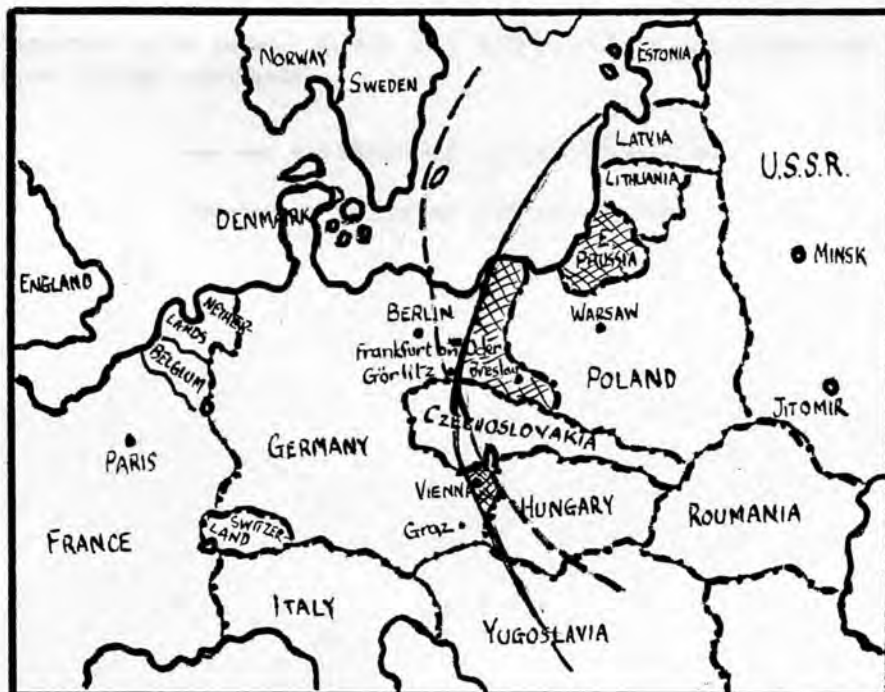 NORWAY
SWEDEN
ESTONIA
LATVIA
LITHUANIA
U.S.S.R.
DENMARK
E.
PRUSSIA
MINSK
ENGLAND
NETHER
LANDS
BELGIUM
BERLIN
WARSAW
Frankfurt on Oder
Görlitz
Breslau
POLAND
JITOMIR
CZECHOSLOVAKIA
PARIS
GERMANY
VIENNA
HUNGARY
ROUMANIA
Graz
SWITZER-
LAND
FRANCE
ITALY
YUGOSLAVIA